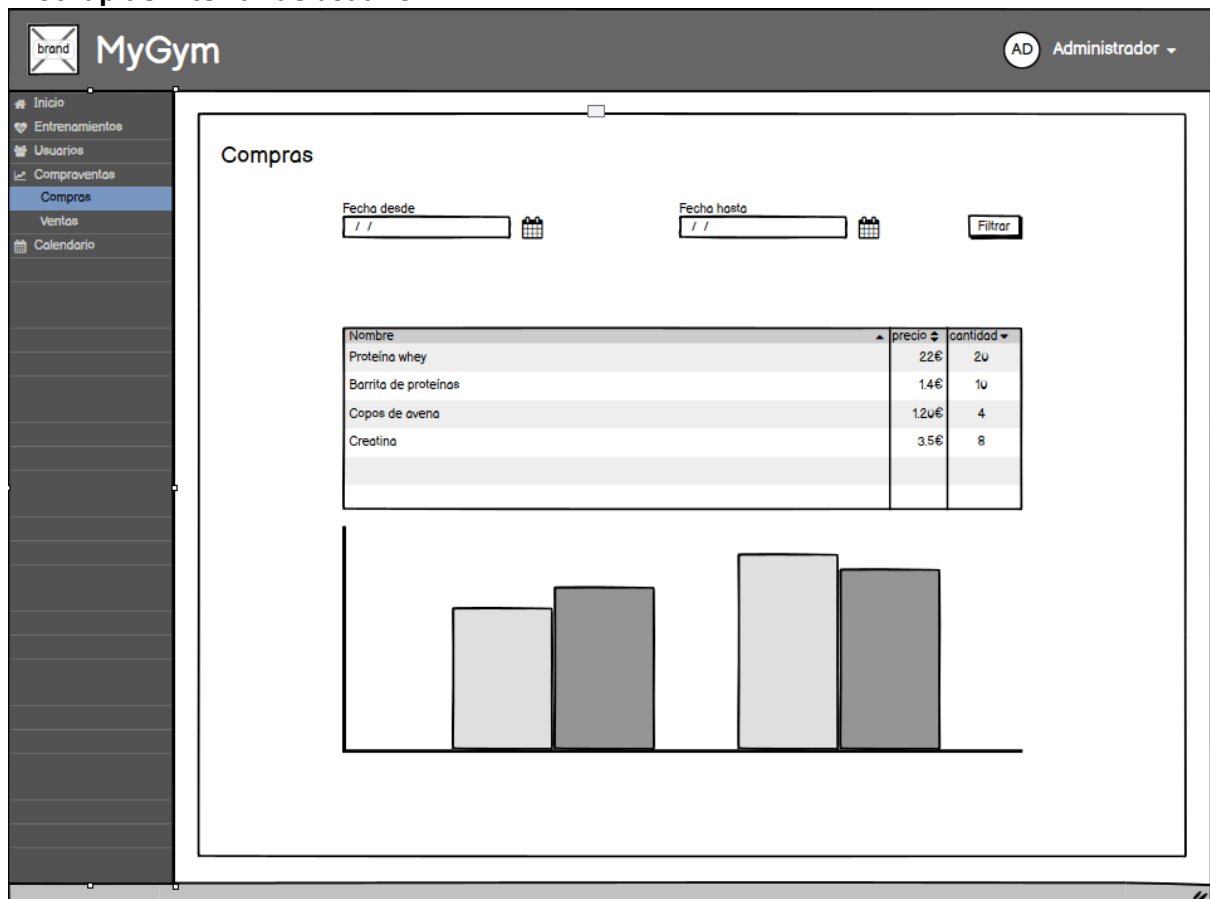 brand MyGym
AD Administrador
Inicio
Entrenamientos
Usuarios
Compraventas
Compras
Ventas
Calendario
Compras
Fecha desde Fecha hasta
/ / / / Filtrar
Nombre precio cantidad
Proteína whey 22€ 20
Barrita de proteínas 1.4€ 10
Copos de avena 1.20€ 4
Creatina 3.5€ 8